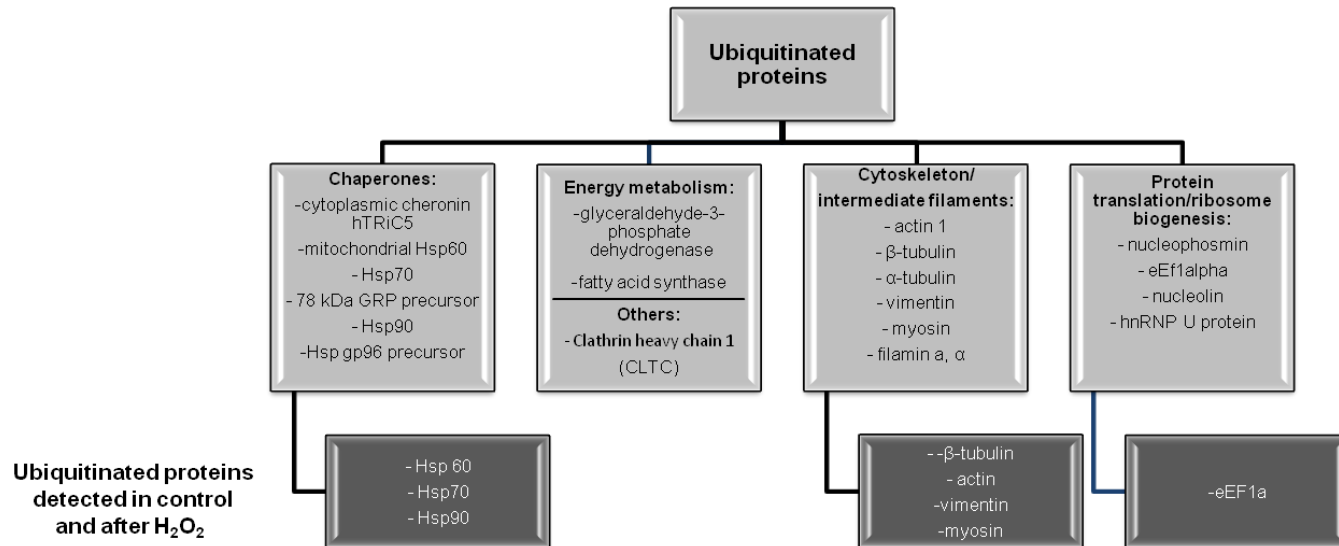 Ubiquitinated
proteins
Chaperones:
-cytoplasmic cheronin
hTRiC5
-mitochondrial Hsp60
- Hsp70
- 78 kDa GRP precursor
- Hsp90
-Hsp gp96 precursor
Energy metabolism:
-glyceraldehyde-3-
phosphate
dehydrogenase
-fatty acid synthase
Others:
- Clathrin heavy chain 1
(CLTC)
Cytoskeleton/
intermediate filaments:
- actin 1
- β-tubulin
- α-tubulin
- vimentin
- myosin
- filamin a, α
Protein
translation/ribosome
biogenesis:
- nucleophosmin
- eEf1alpha
- nucleolin
- hnRNP U protein
Ubiquitinated proteins
detected in control
and after H₂O₂
- Hsp 60
- Hsp70
- Hsp90
- -β-tubulin
- actin
-vimentin
-myosin
-eEF1a